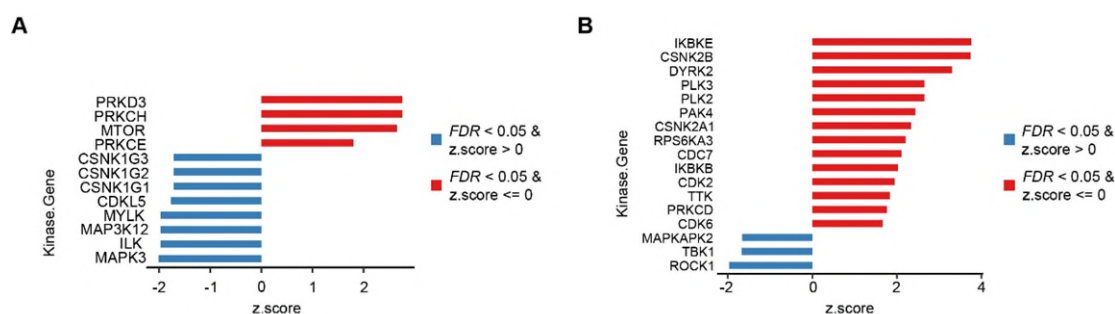 A
Kinase.Gene
PRKD3
PRKCH
MTOR
PRKCE
CSNK1G3
CSNK1G2
CSNK1G1
CDKL5
MYLK
MAP3K12
ILK
MAPK3
-2 -1 0 1 2
z.score
FDR < 0.05 &
z.score > 0
FDR < 0.05 &
z.score <= 0
B
Kinase.Gene
IKBKE
CSNK2B
DYRK2
PLK3
PLK2
PAK4
CSNK2A1
RPS6KA3
CDC7
IKBKB
CDK2
TTK
PRKCD
CDK6
MAPKAPK2
TBK1
ROCK1
-2 0 2 4
z.score
FDR < 0.05 &
z.score > 0
FDR < 0.05 &
z.score <= 0